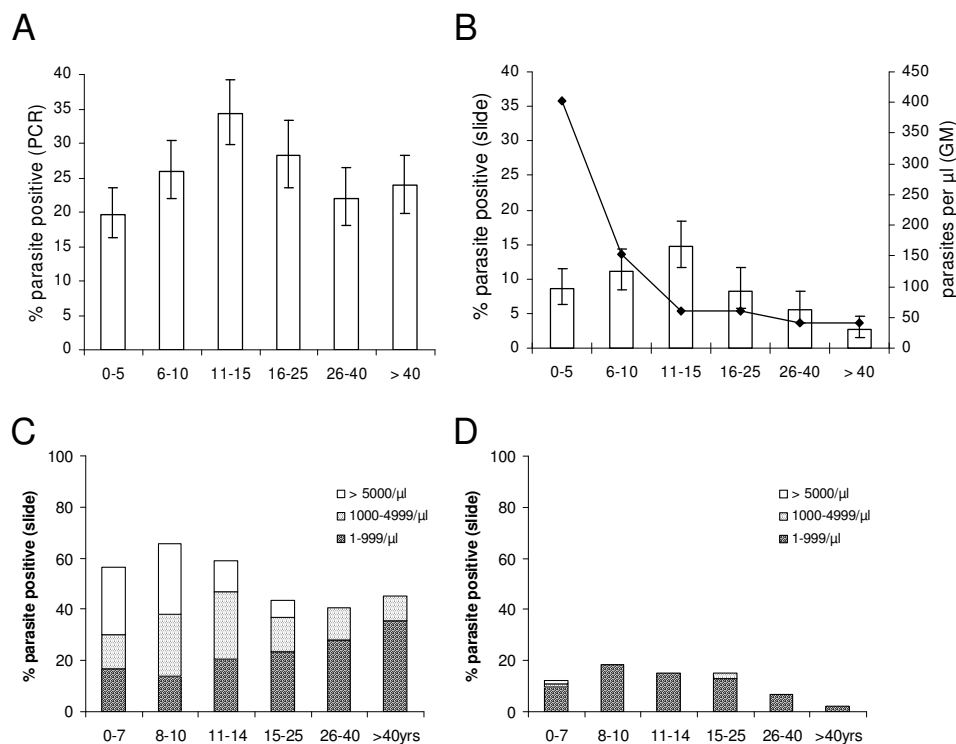 A
% parasite positive (PCR)
40
35
30
25
20
15
10
5
0
0-5 6-10 11-15 16-25 26-40 > 40
B
% parasite positive (slide)
40
35
30
25
20
15
10
5
0
450
400
350
300
250
200
150
100
50
0
parasites per µl (GM)
0-5 6-10 11-15 16-25 26-40 > 40
C
% parasite positive (slide)
100
80
60
40
20
0
> 5000/µl
1000-4999/µl
1-999/µl
0-7 8-10 11-14 15-25 26-40 >40yrs
D
% parasite positive (slide)
100
80
60
40
20
0
> 5000/µl
1000-4999/µl
1-999/µl
0-7 8-10 11-14 15-25 26-40 >40yrs